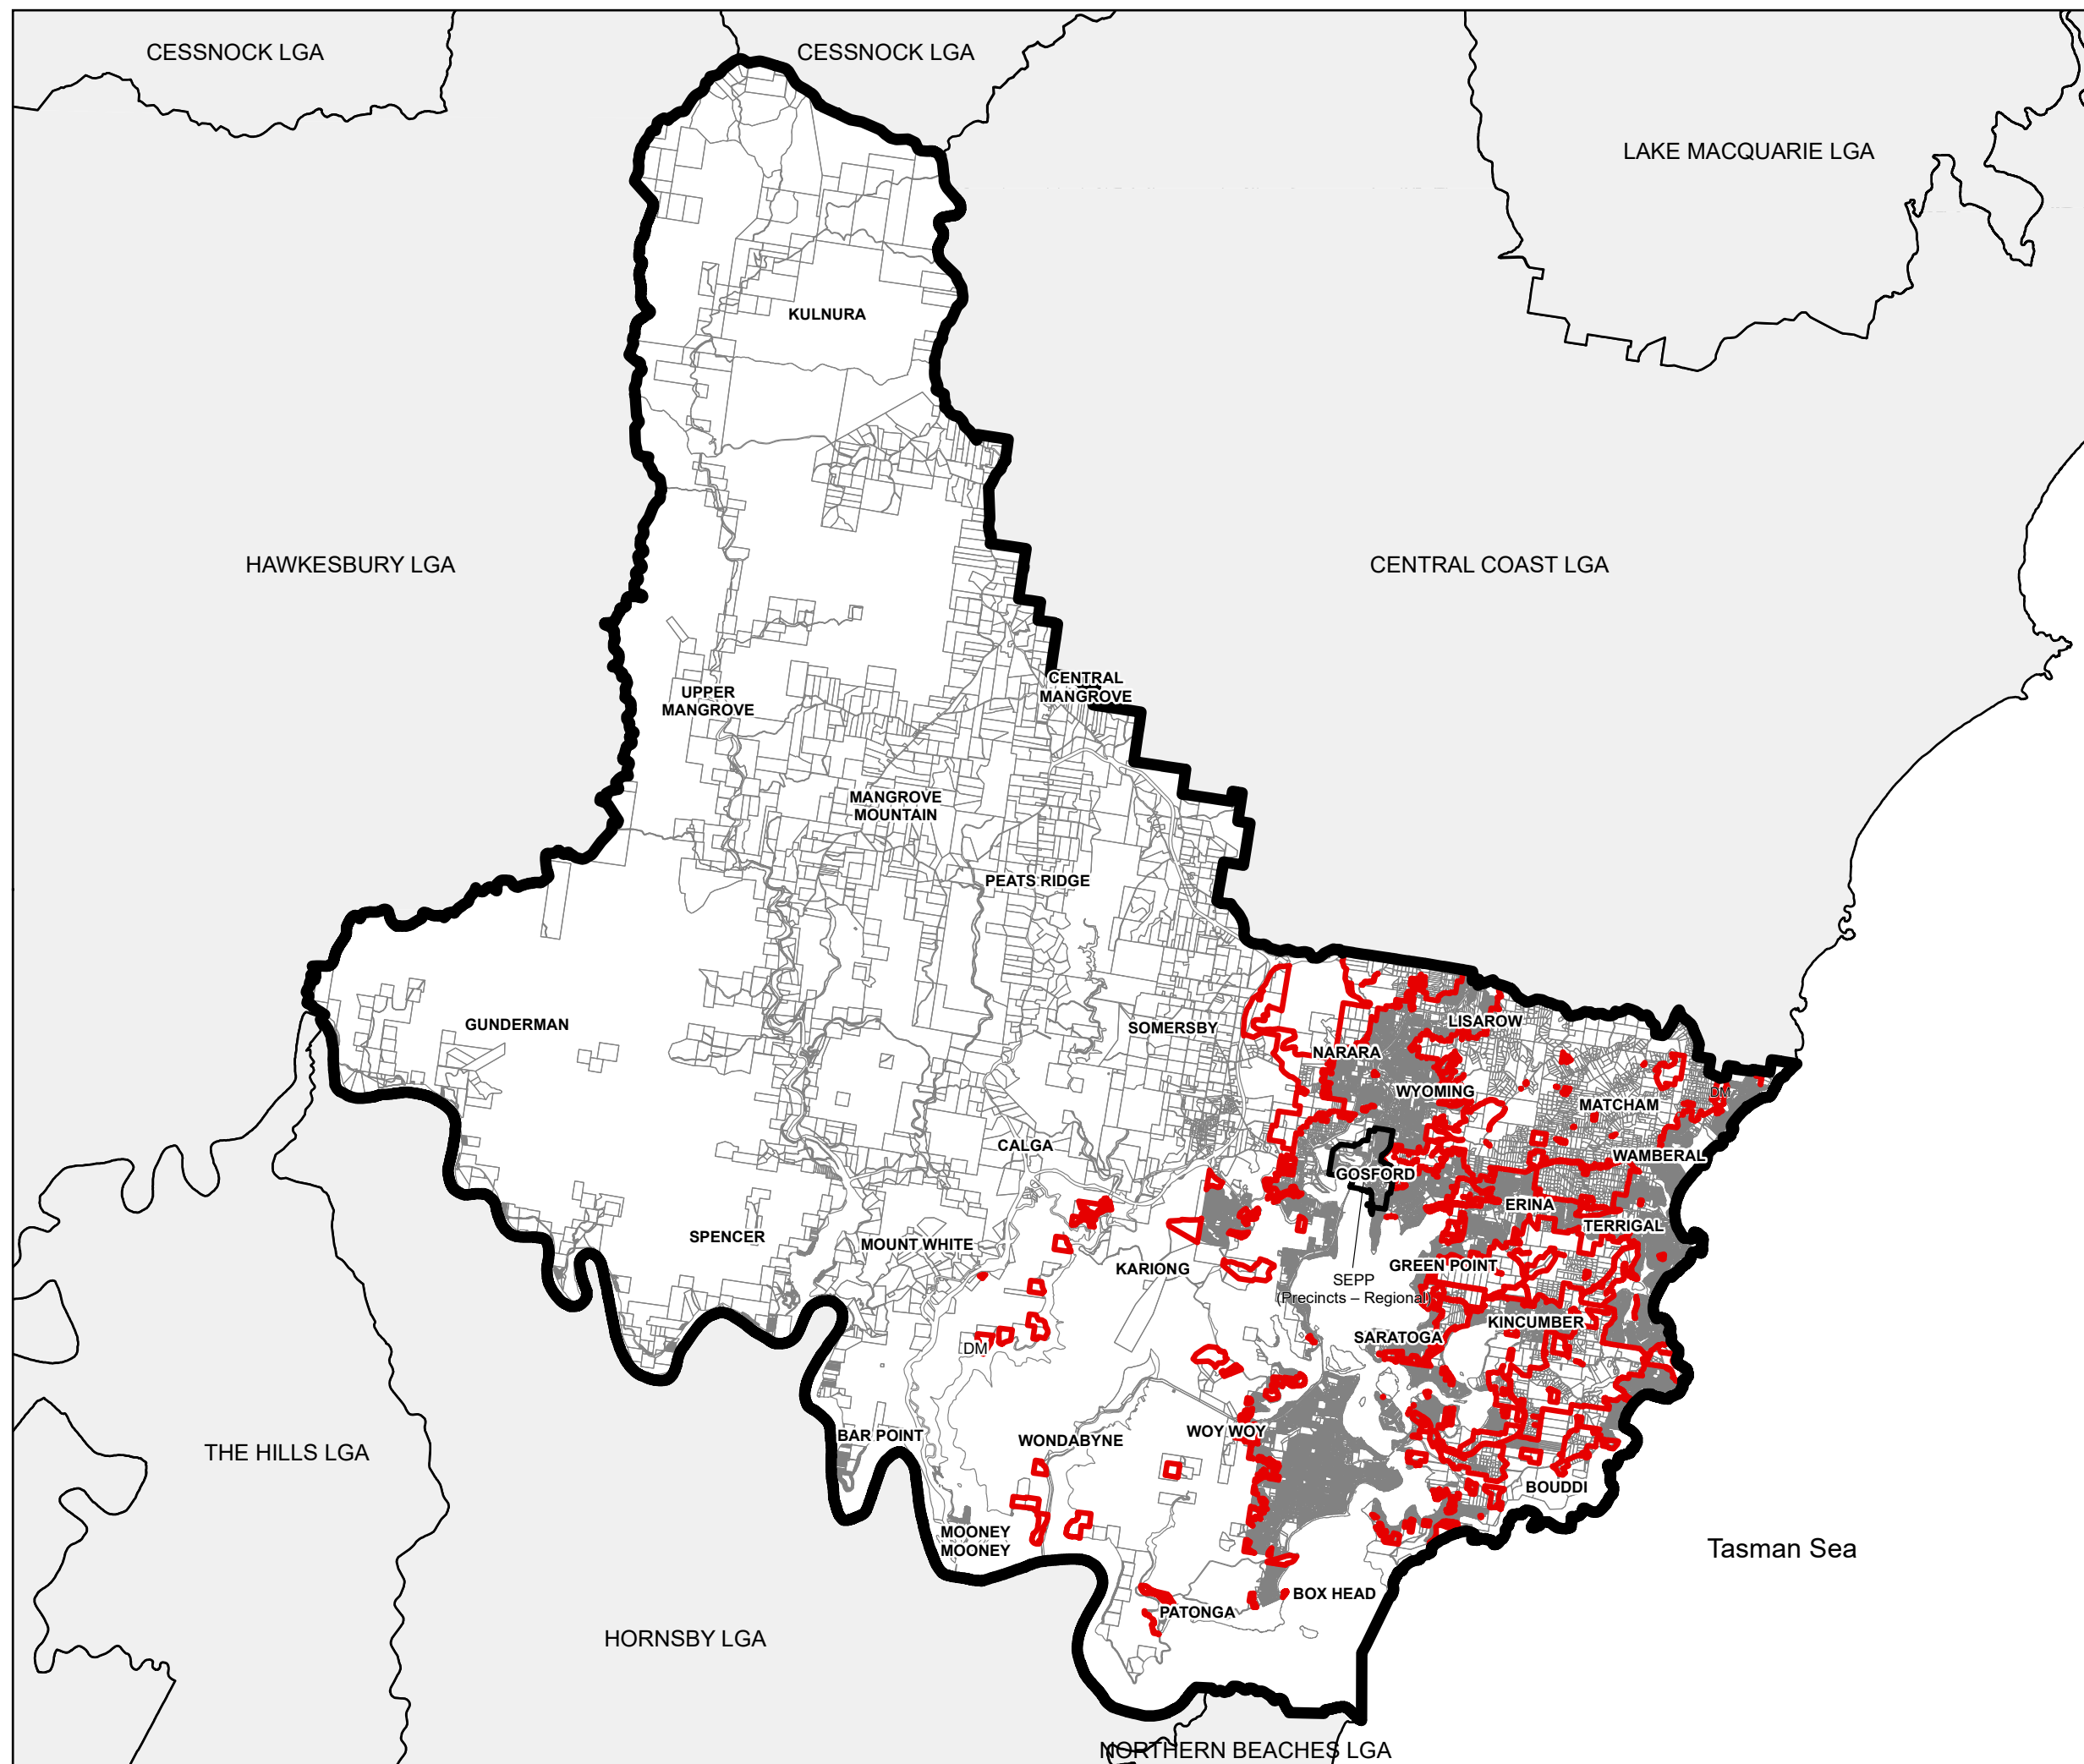 CESSNOCK LGA
CESSNOCK LGA
LAKE MACQUARIE LGA
KULNURA
HAWKESBURY LGA
CENTRAL COAST LGA
CENTRAL
MANGROVE
UPPER
MANGROVE
MANGROVE
MOUNTAIN
PEATS RIDGE
GUNDERMAN
SOMERSBY
LISAROW
NARARA
WYOMING
DM
MATCHAM
CALGA
WAMBERAL
GOSFORD
ERINA
TERRIGAL
SPENCER
MOUNT WHITE
KARIONG
GREEN POINT
SEPP
(Precincts – Regional)
KINCUMBER
SARATOGA
DM
WOY WOY
BAR POINT
WONDABYNE
THE HILLS LGA
BOUDDI
MOONEY
MOONEY
Tasman Sea
BOX HEAD
PATONGA
HORNSBY LGA
NORTHERN BEACHES LGA